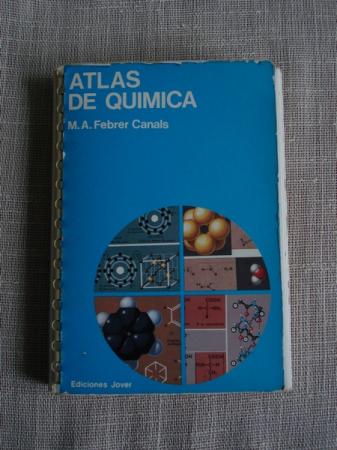 ATLAS
DE QUIMICA
M.A. Febrer Canals
Ediciones Jover